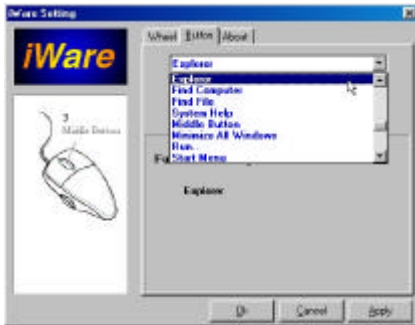 iWare Setting
iWare
Wheel Button About
Explorer
Explorer
Find Computer
Find File
System Help
Middle Button
Minimize All Windows
Run..
Start Menu
3
Middle Button
Explorer
Ok Cancel Apply